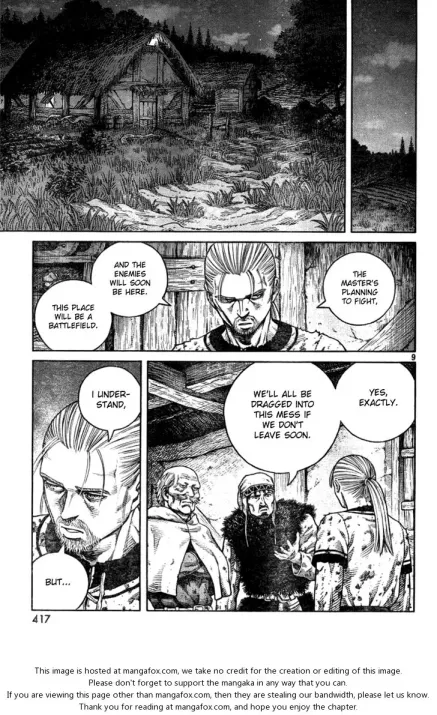 THE
MASTER'S
PLANNING
TO FIGHT,
AND THE
ENEMIES
WILL SOON
BE HERE.
THIS PLACE
WILL BE A
BATTLEFIELD.
9
YES,
EXACTLY.
WE'LL ALL BE
DRAGGED INTO
THIS MESS IF
WE DON'T
LEAVE SOON.
I UNDER-
STAND,
BUT...
417
This image is hosted at mangafox.com, we take no credit for the creation or editing of this image.
Please don't forget to support the mangaka in any way that you can.
If you are viewing this page other than mangafox.com, then they are stealing our bandwidth, please let us know.
Thank you for reading at mangafox.com, and hope you enjoy the chapter.